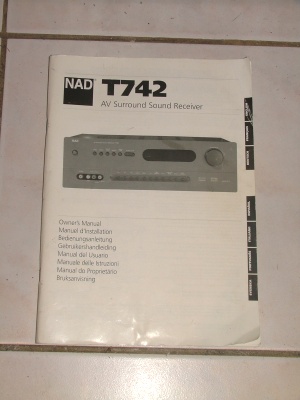 NAD
T742
AV Surround Sound Receiver
Owner's Manual
Manuel d'Installation
Bedienungsanleitung
Gebruikershandleiding
Manual del Usuario
Manuale delle Istruzioni
Manual do Proprietário
Bruksanvisning